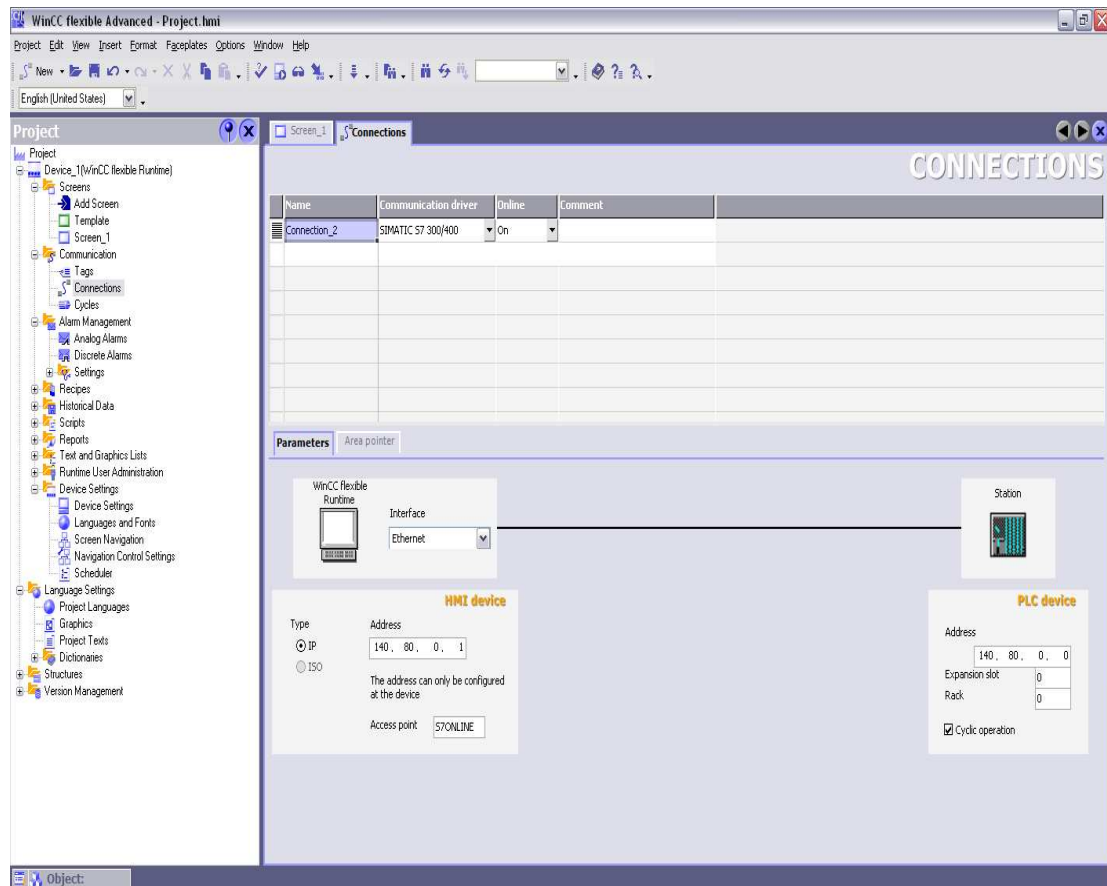 WinCC flexible Advanced - Project.hmi
Project Edit View Insert Format Faceplates Options Window Help
New
English (United States)
Project
Screen_1
Connections
CONNECTIONS
Project
Device_1(WinCC flexible Runtime)
Screens
Add Screen
Template
Screen_1
Communication
Tags
Connections
Cycles
Alarm Management
Analog Alarms
Discrete Alarms
Settings
Recipes
Historical Data
Scripts
Reports
Text and Graphics Lists
Runtime User Administration
Device Settings
Device Settings
Languages and Fonts
Screen Navigation
Navigation Control Settings
Scheduler
Language Settings
Project Languages
Graphics
Project Texts
Dictionaries
Structures
Version Management
Name Communication driver Online Comment
Connection_2 SIMATIC S7 300/400 On
Parameters Area pointer
WinCC flexible
Runtime
Interface
Ethernet
Station
HMI device
Type Address
IP 140 . 80 . 0 . 1
ISO
The address can only be configured
at the device
Access point S7ONLINE
PLC device
Address
140 . 80 . 0 . 0
Expansion slot 0
Rack 0
Cyclic operation
Object: